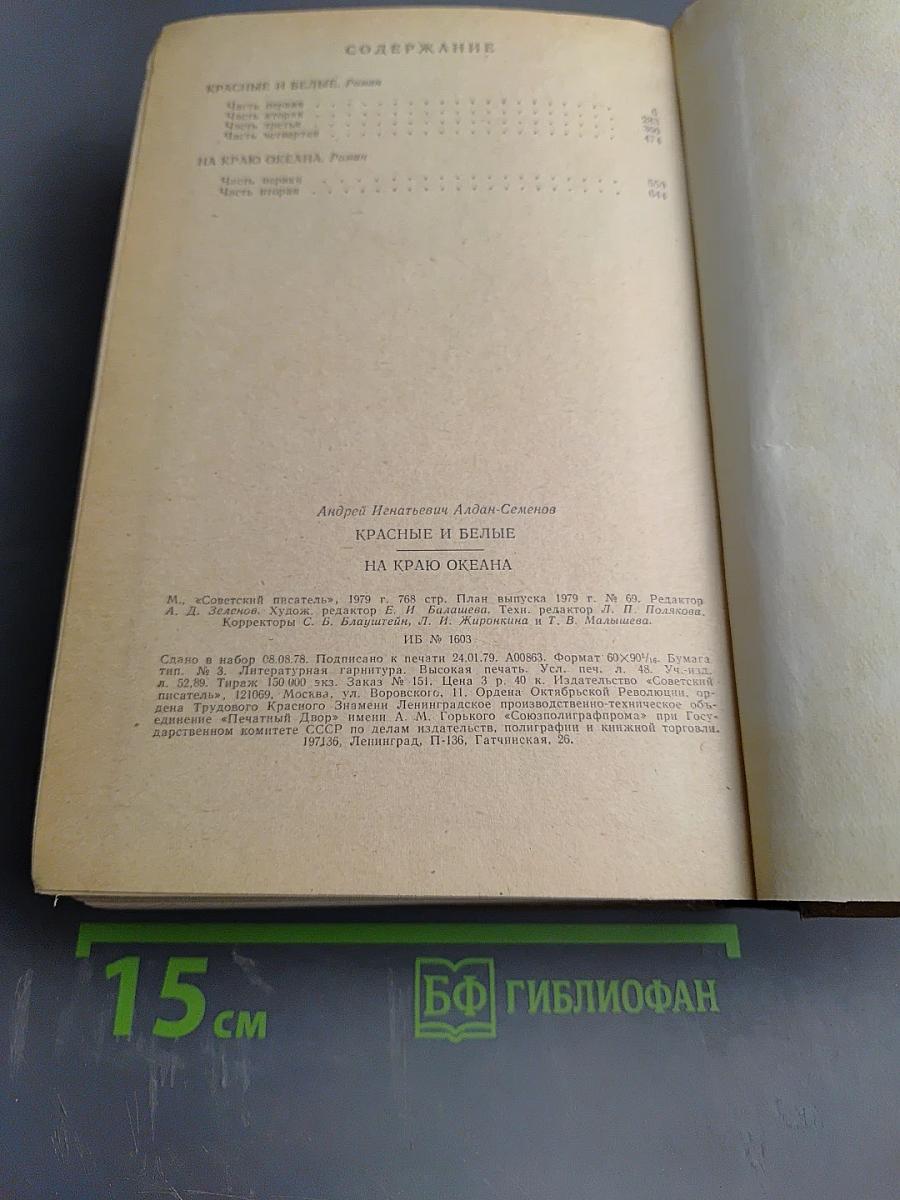 СОДЕРЖАНИЕ
КРАСНЫЕ И БЕЛЫЕ. Роман
Часть первая
Часть вторая
Часть третья
Часть четвертая 474
НА КРАЮ ОКЕАНА. Роман
Часть первая
Часть вторая 644
Андрей Игнатьевич Алдан-Семенов
КРАСНЫЕ И БЕЛЫЕ
НА КРАЮ ОКЕАНА
М., «Советский писатель», 1979 г. 768 стр. План выпуска 1979 г. № 69. Редактор
А. Д. Зеленов. Худож. редактор Е. И. Балашева. Техн. редактор Л. П. Полякова.
Корректоры С. Б. Блауштейн, Л. И. Жиронкина и Т. В. Малышева.
ИБ № 1603
Сдано в набор 08.08.78. Подписано к печати 24.01.79. А00863. Формат 60×90¹/₁₆. Бумага
тип. № 3. Литературная гарнитура. Высокая печать. Усл. печ. л. 48. Уч.-изд.
л. 52,89. Тираж 150 000 экз. Заказ № 151. Цена 3 р. 40 к. Издательство «Советский
писатель», 121069, Москва, ул. Воровского, 11. Ордена Октябрьской Революции, ор-
дена Трудового Красного Знамени Ленинградское производственно-техническое объ-
единение «Печатный Двор» имени А. М. Горького «Союзполиграфпрома» при Госу-
дарственном комитете СССР по делам издательств, полиграфии и книжной торговли.
197136, Ленинград, П-136, Гатчинская, 26.
15 см
БФ ГИБЛИОФАН